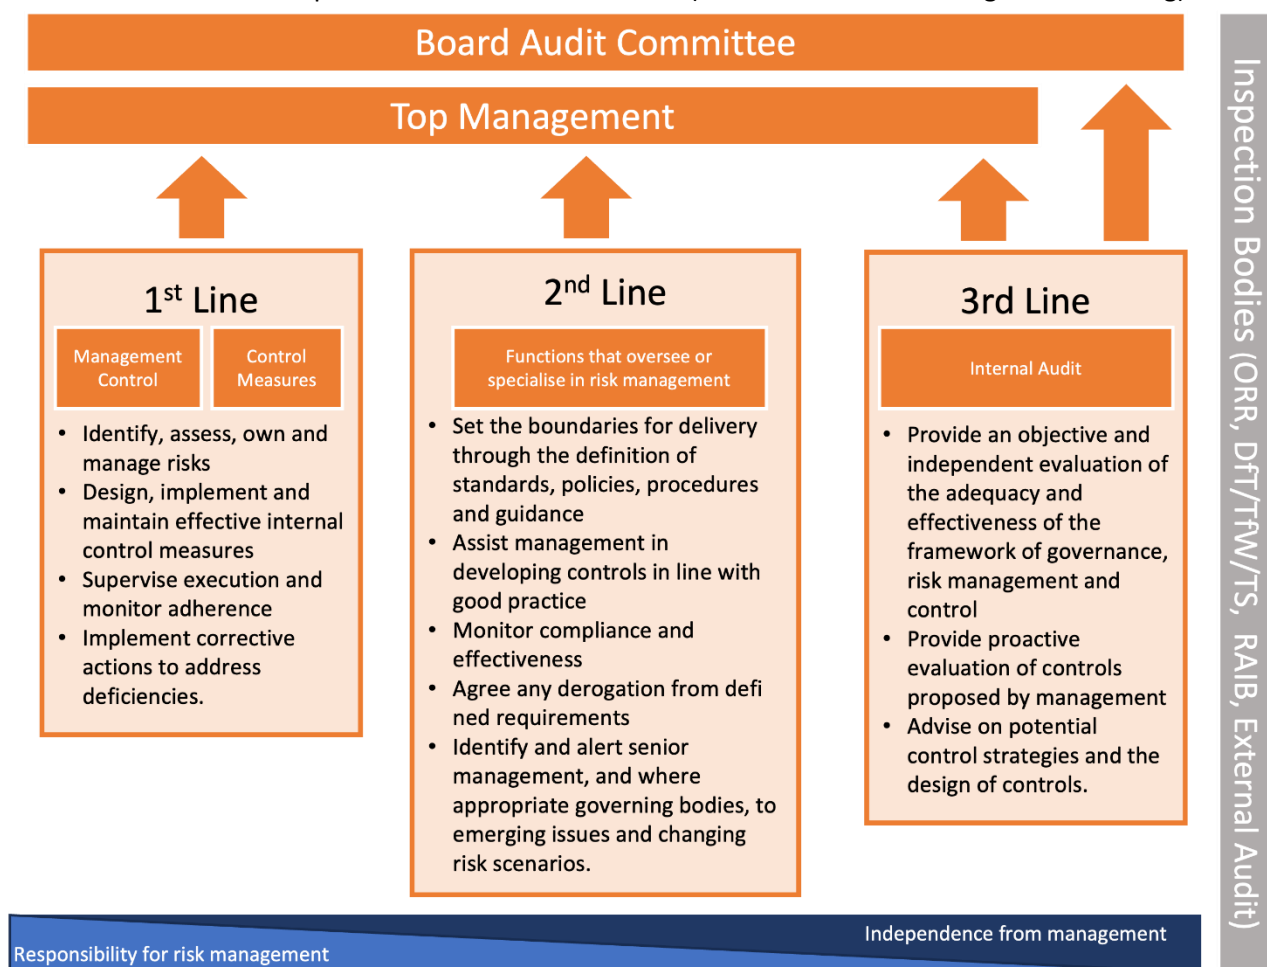 Board Audit Committee
Top Management
1st Line
Management
Control
Control
Measures
• Identify, assess, own and
manage risks
• Design, implement and
maintain effective internal
control measures
• Supervise execution and
monitor adherence
• Implement corrective
actions to address
deficiencies.
2nd Line
Functions that oversee or
specialise in risk management
• Set the boundaries for delivery
through the definition of
standards, policies, procedures
and guidance
• Assist management in
developing controls in line with
good practice
• Monitor compliance and
effectiveness
• Agree any derogation from defi
ned requirements
• Identify and alert senior
management, and where
appropriate governing bodies, to
emerging issues and changing
risk scenarios.
3rd Line
Internal Audit
• Provide an objective and
independent evaluation of
the adequacy and
effectiveness of the
framework of governance,
risk management and
control
• Provide proactive
evaluation of controls
proposed by management
• Advise on potential
control strategies and the
design of controls.
Inspection Bodies (ORR, DfT/TfW/TS, RAIB, External Audit)
Responsibility for risk management
Independence from management